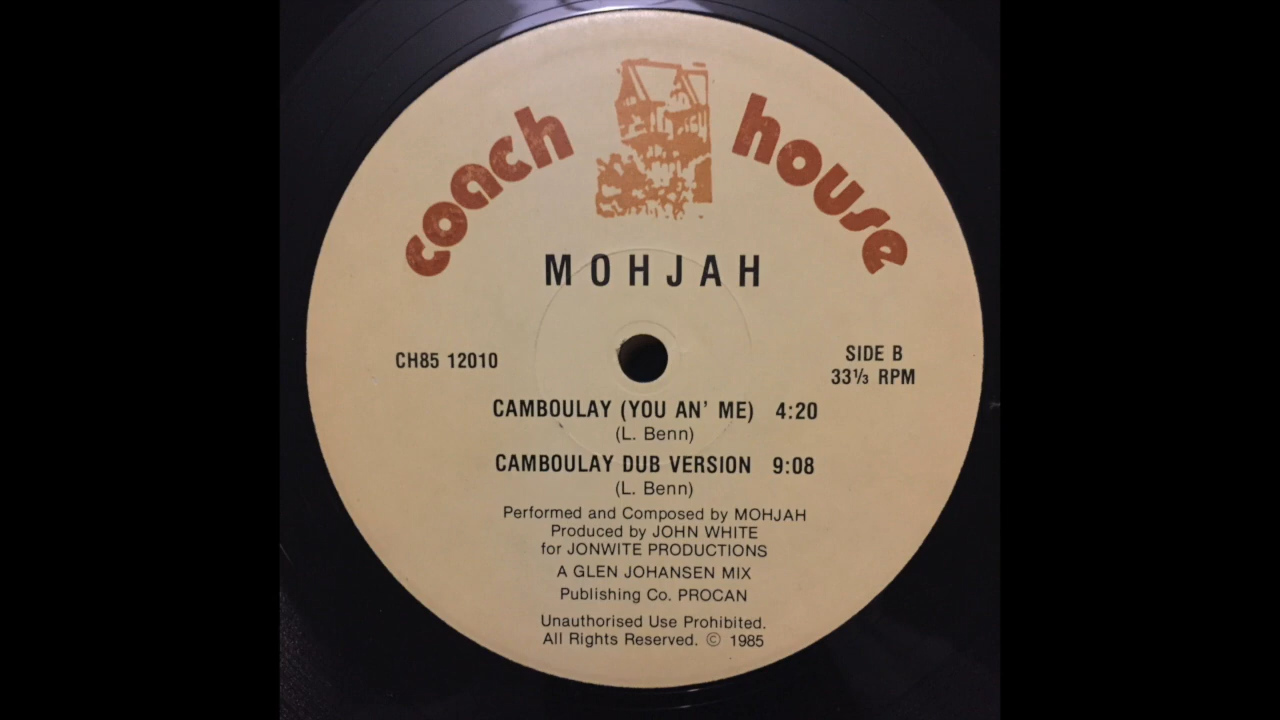 coach house
MOHJAH
CH85 12010
SIDE B
33⅓ RPM
CAMBOULAY (YOU AN' ME) 4:20
(L. Benn)
CAMBOULAY DUB VERSION 9:08
(L. Benn)
Performed and Composed by MOHJAH
Produced by JOHN WHITE
for JONWITE PRODUCTIONS
A GLEN JOHANSEN MIX
Publishing Co. PROCAN
Unauthorised Use Prohibited.
All Rights Reserved. © 1985